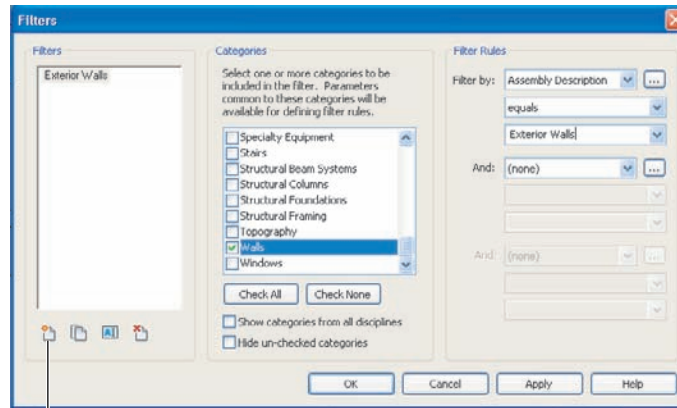 Filters
Filters
Exterior Walls
Categories
Select one or more categories to be
included in the filter. Parameters
common to these categories will be
available for defining filter rules.
Specialty Equipment
Stairs
Structural Beam Systems
Structural Columns
Structural Foundations
Structural Framing
Topography
Walls
Windows
Check All Check None
Show categories from all disciplines
Hide un-checked categories
Filter Rules
Filter by: Assembly Description ...
equals
Exterior Walls
And: (none) ...
And: (none) ...
OK Cancel Apply Help